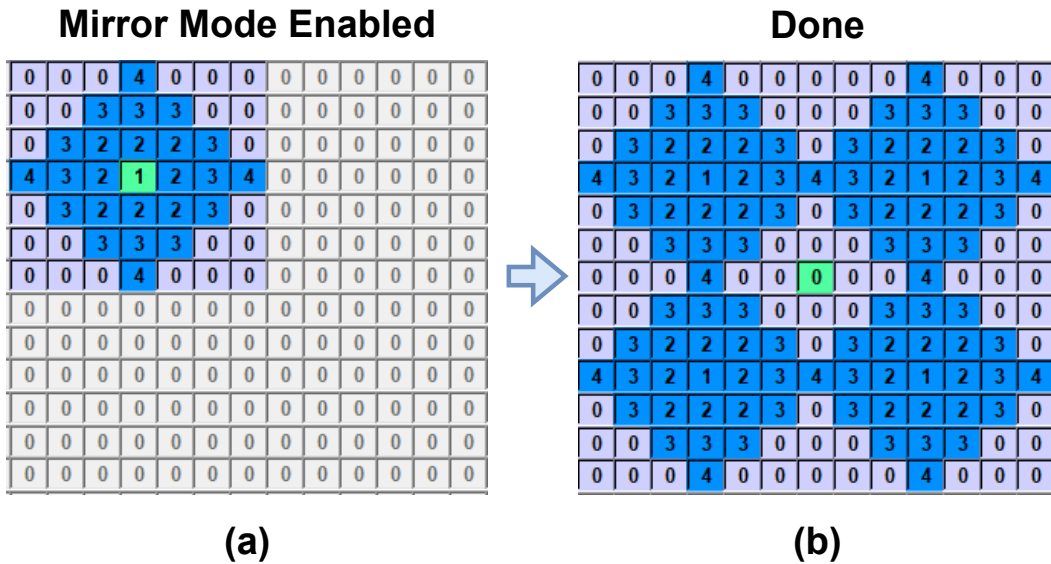 Mirror Mode Enabled
Done
0 0 0 4 0 0 0 0 0 0 0 0 0
0 0 3 3 3 0 0 0 0 0 0 0 0
0 3 2 2 2 3 0 0 0 0 0 0 0
4 3 2 1 2 3 4 0 0 0 0 0 0
0 3 2 2 2 3 0 0 0 0 0 0 0
0 0 3 3 3 0 0 0 0 0 0 0 0
0 0 0 4 0 0 0 0 0 0 0 0 0
0 0 0 0 0 0 0 0 0 0 0 0 0
0 0 0 0 0 0 0 0 0 0 0 0 0
0 0 0 0 0 0 0 0 0 0 0 0 0
0 0 0 0 0 0 0 0 0 0 0 0 0
0 0 0 0 0 0 0 0 0 0 0 0 0
0 0 0 0 0 0 0 0 0 0 0 0 0
0 0 0 4 0 0 0 0 0 4 0 0 0
0 0 3 3 3 0 0 0 3 3 3 0 0
0 3 2 2 2 3 0 3 2 2 2 3 0
4 3 2 1 2 3 4 3 2 1 2 3 4
0 3 2 2 2 3 0 3 2 2 2 3 0
0 0 3 3 3 0 0 0 3 3 3 0 0
0 0 0 4 0 0 0 0 0 4 0 0 0
0 0 3 3 3 0 0 0 3 3 3 0 0
0 3 2 2 2 3 0 3 2 2 2 3 0
4 3 2 1 2 3 4 3 2 1 2 3 4
0 3 2 2 2 3 0 3 2 2 2 3 0
0 0 3 3 3 0 0 0 3 3 3 0 0
0 0 0 4 0 0 0 0 0 4 0 0 0
(a)
(b)